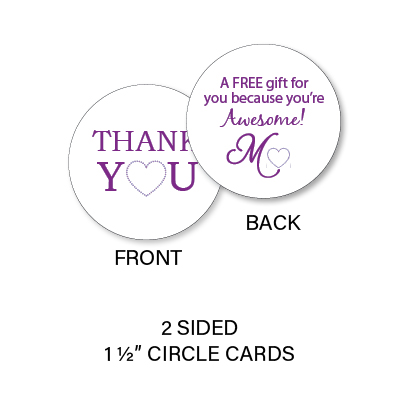 THANK
Y U
FRONT
A FREE gift for
you because you're
Awesome!
M
BACK
2 SIDED
1 ½" CIRCLE CARDS